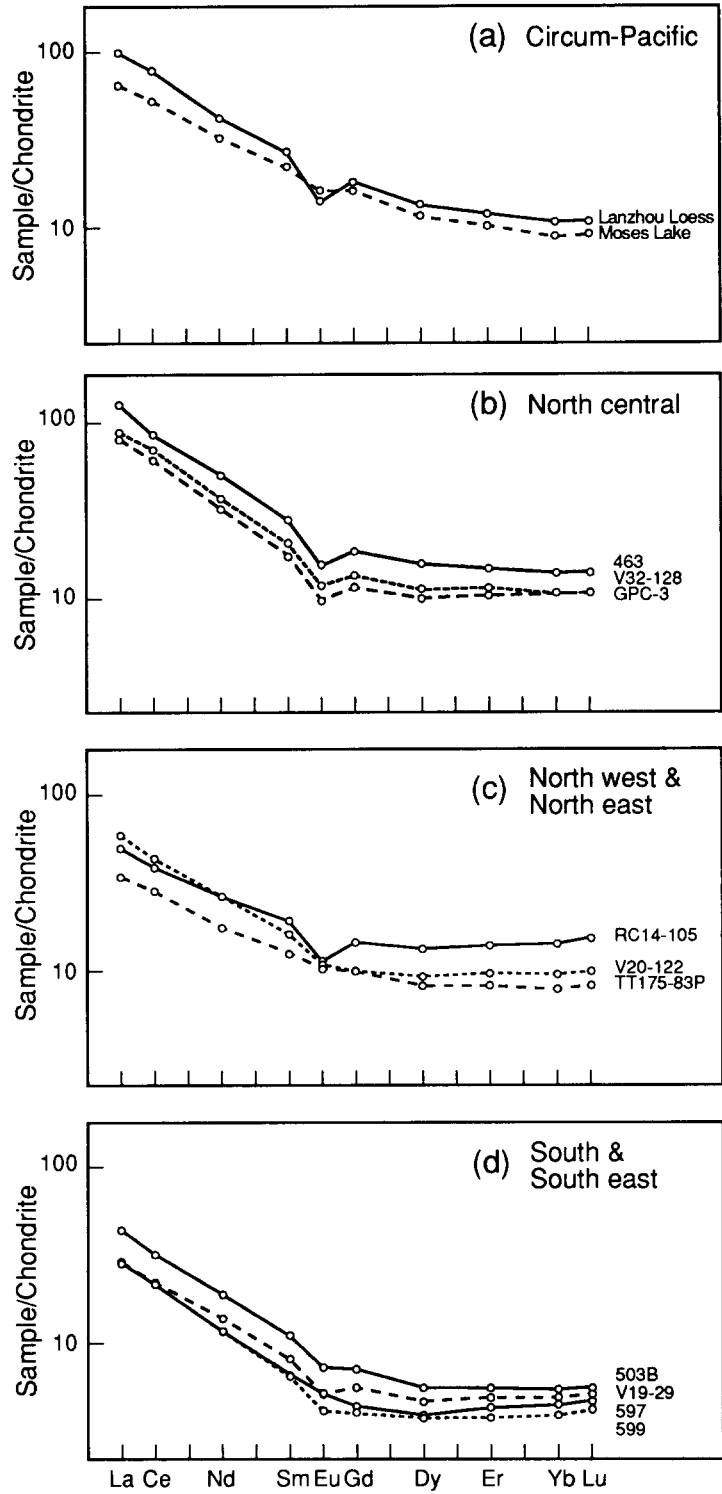 (a) Circum-Pacific
Sample/Chondrite
100
10
Lanzhou Loess
Moses Lake
(b) North central
Sample/Chondrite
100
10
463
V32-128
GPC-3
(c) North west &
North east
Sample/Chondrite
100
10
RC14-105
V20-122
TT175-83P
(d) South &
South east
Sample/Chondrite
100
10
503B
V19-29
597
599
La Ce Nd Sm Eu Gd Dy Er Yb Lu